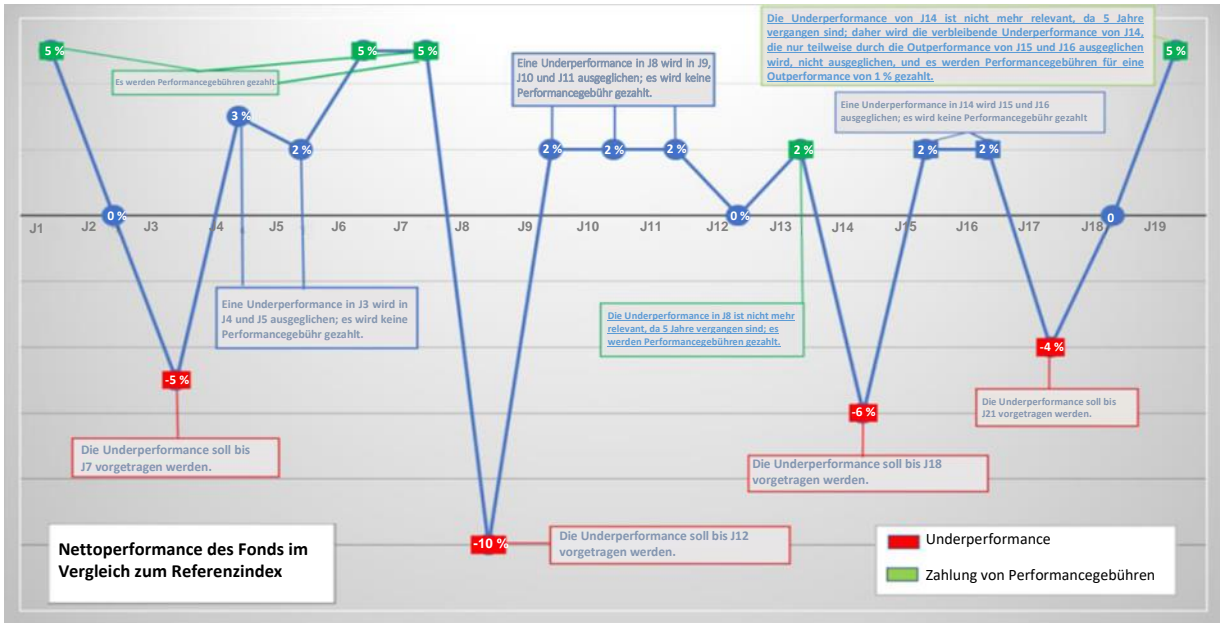 Die Underperformance von J14 ist nicht mehr relevant, da 5 Jahre
vergangen sind; daher wird die verbleibende Underperformance von J14,
die nur teilweise durch die Outperformance von J15 und J16 ausgeglichen
wird, nicht ausgeglichen, und es werden Performancegebühren für eine
Outperformance von 1 % gezahlt.
5 %
5 %
5 %
5 %
Es werden Performancegebühren gezahlt.
Eine Underperformance in J8 wird in J9,
J10 und J11 ausgeglichen; es wird keine
Performancegebühr gezahlt.
Eine Underperformance in J14 wird J15 und J16
ausgeglichen; es wird keine Performancegebühr gezahlt
3 %
2 %
2 %
2 %
2 %
2 %
2 %
2 %
0 %
0 %
0
J1
J2
J3
J4
J5
J6
J7
J8
J9
J10
J11
J12
J13
J14
J15
J16
J17
J18
J19
Eine Underperformance in J3 wird in
J4 und J5 ausgeglichen; es wird keine
Performancegebühr gezahlt.
Die Underperformance in J8 ist nicht mehr
relevant, da 5 Jahre vergangen sind; es
werden Performancegebühren gezahlt.
-5 %
-4 %
-6 %
-10 %
Die Underperformance soll bis
J21 vorgetragen werden.
Die Underperformance soll bis
J7 vorgetragen werden.
Die Underperformance soll bis J18
vorgetragen werden.
Die Underperformance soll bis J12
vorgetragen werden.
Nettoperformance des Fonds im
Vergleich zum Referenzindex
Underperformance
Zahlung von Performancegebühren